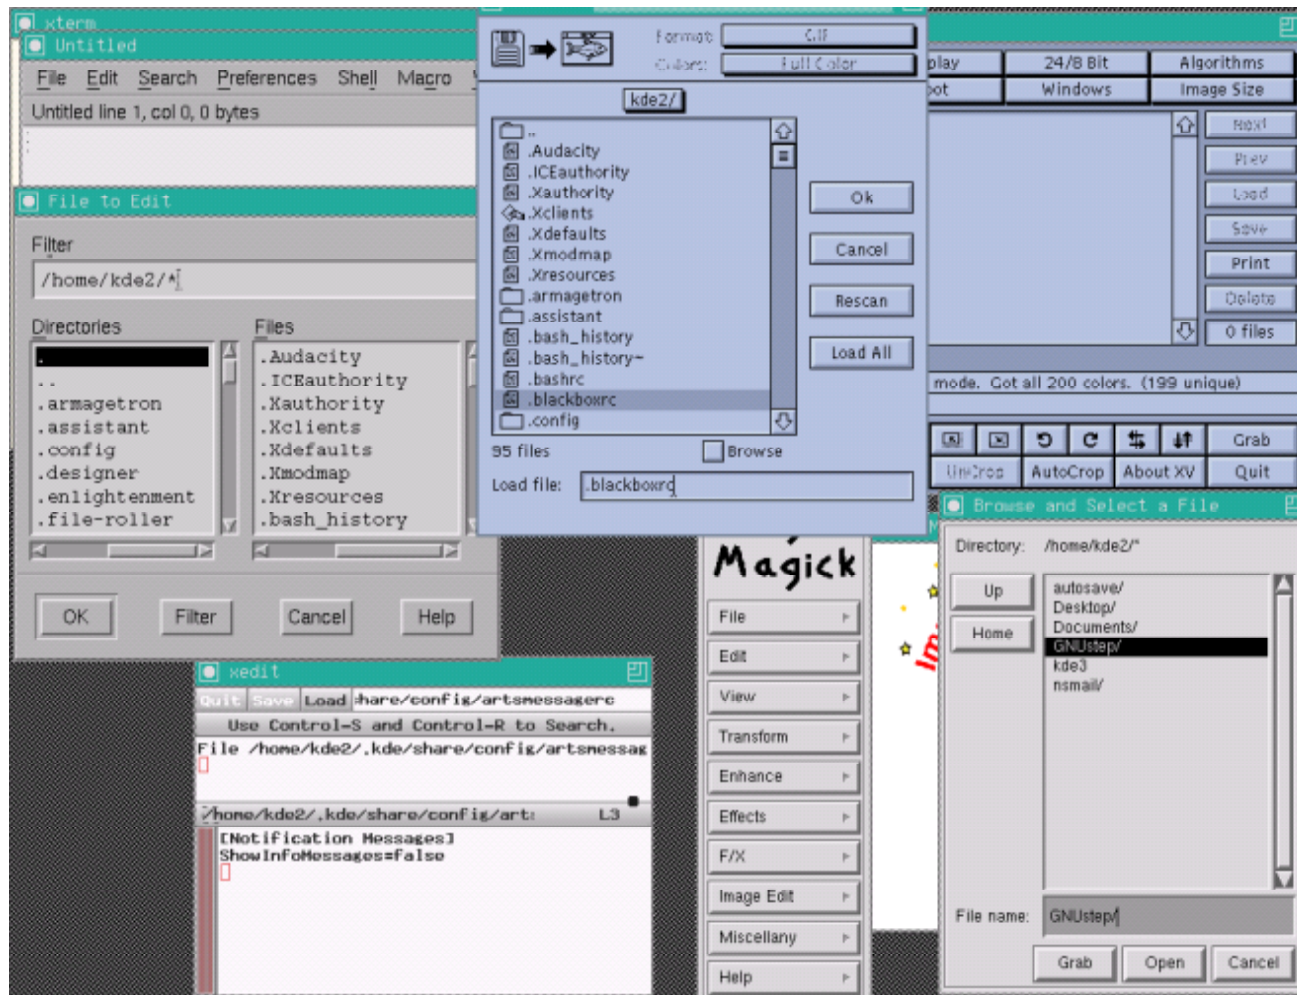 xterm
Untitled
File Edit Search Preferences Shell Macro
Untitled line 1, col 0, 0 bytes
File to Edit
Filter
/home/kde2/*
Directories
.
..
.armagetron
.assistant
.config
.designer
.enlightenment
.file-roller
Files
.Audacity
.ICEauthority
.Xauthority
.Xclients
.Xdefaults
.Xmodmap
.Xresources
.bash_history
OK Filter Cancel Help
Format: GIF
Colors: Full Color
kde2/
..
.Audacity
.ICEauthority
.Xauthority
.Xclients
.Xdefaults
.Xmodmap
.Xresources
.armagetron
.assistant
.bash_history
.bash_history~
.bashrc
.blackboxrc
.config
Ok
Cancel
Rescan
Load All
95 files
Browse
Load file: .blackboxrc
play 24/8 Bit Algorithms
oot Windows Image Size
Next
Prev
Load
Save
Print
Delete
0 files
mode. Got all 200 colors. (199 unique)
Grab
UnCrop AutoCrop About XV Quit
xedit
Quit Save Load hare/config/artsmessagerc
Use Control-S and Control-R to Search.
File /home/kde2/.kde/share/config/artsmessag
/home/kde2/.kde/share/config/art: L3
[Notification Messages]
ShowInfoMessages=false
Magick
File
Edit
View
Transform
Enhance
Effects
F/X
Image Edit
Miscellany
Help
Im
Browse and Select a File
Directory: /home/kde2/*
Up
Home
autosave/
Desktop/
Documents/
GNUstep/
kde3
nsmail/
File name: GNUstep/
Grab Open Cancel